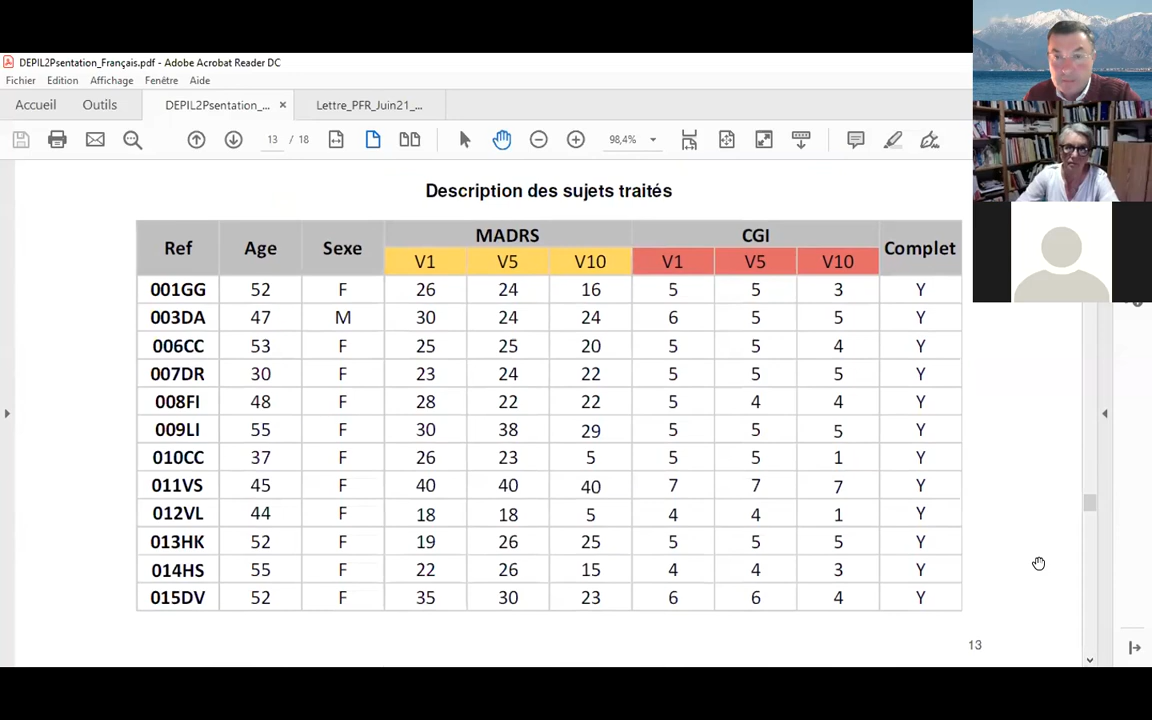 DEPIL2Psentation_Français.pdf - Adobe Acrobat Reader DC
Fichier Edition Affichage Fenêtre Aide
Accueil Outils DEPIL2Psentation_... × Lettre_PFR_Juin21_...
13 / 18 98,4%
Description des sujets traités
Ref Age Sexe MADRS CGI Complet
V1 V5 V10 V1 V5 V10
001GG 52 F 26 24 16 5 5 3 Y
003DA 47 M 30 24 24 6 5 5 Y
006CC 53 F 25 25 20 5 5 4 Y
007DR 30 F 23 24 22 5 5 5 Y
008FI 48 F 28 22 22 5 4 4 Y
009LI 55 F 30 38 29 5 5 5 Y
010CC 37 F 26 23 5 5 5 1 Y
011VS 45 F 40 40 40 7 7 7 Y
012VL 44 F 18 18 5 4 4 1 Y
013HK 52 F 19 26 25 5 5 5 Y
014HS 55 F 22 26 15 4 4 3 Y
015DV 52 F 35 30 23 6 6 4 Y
13